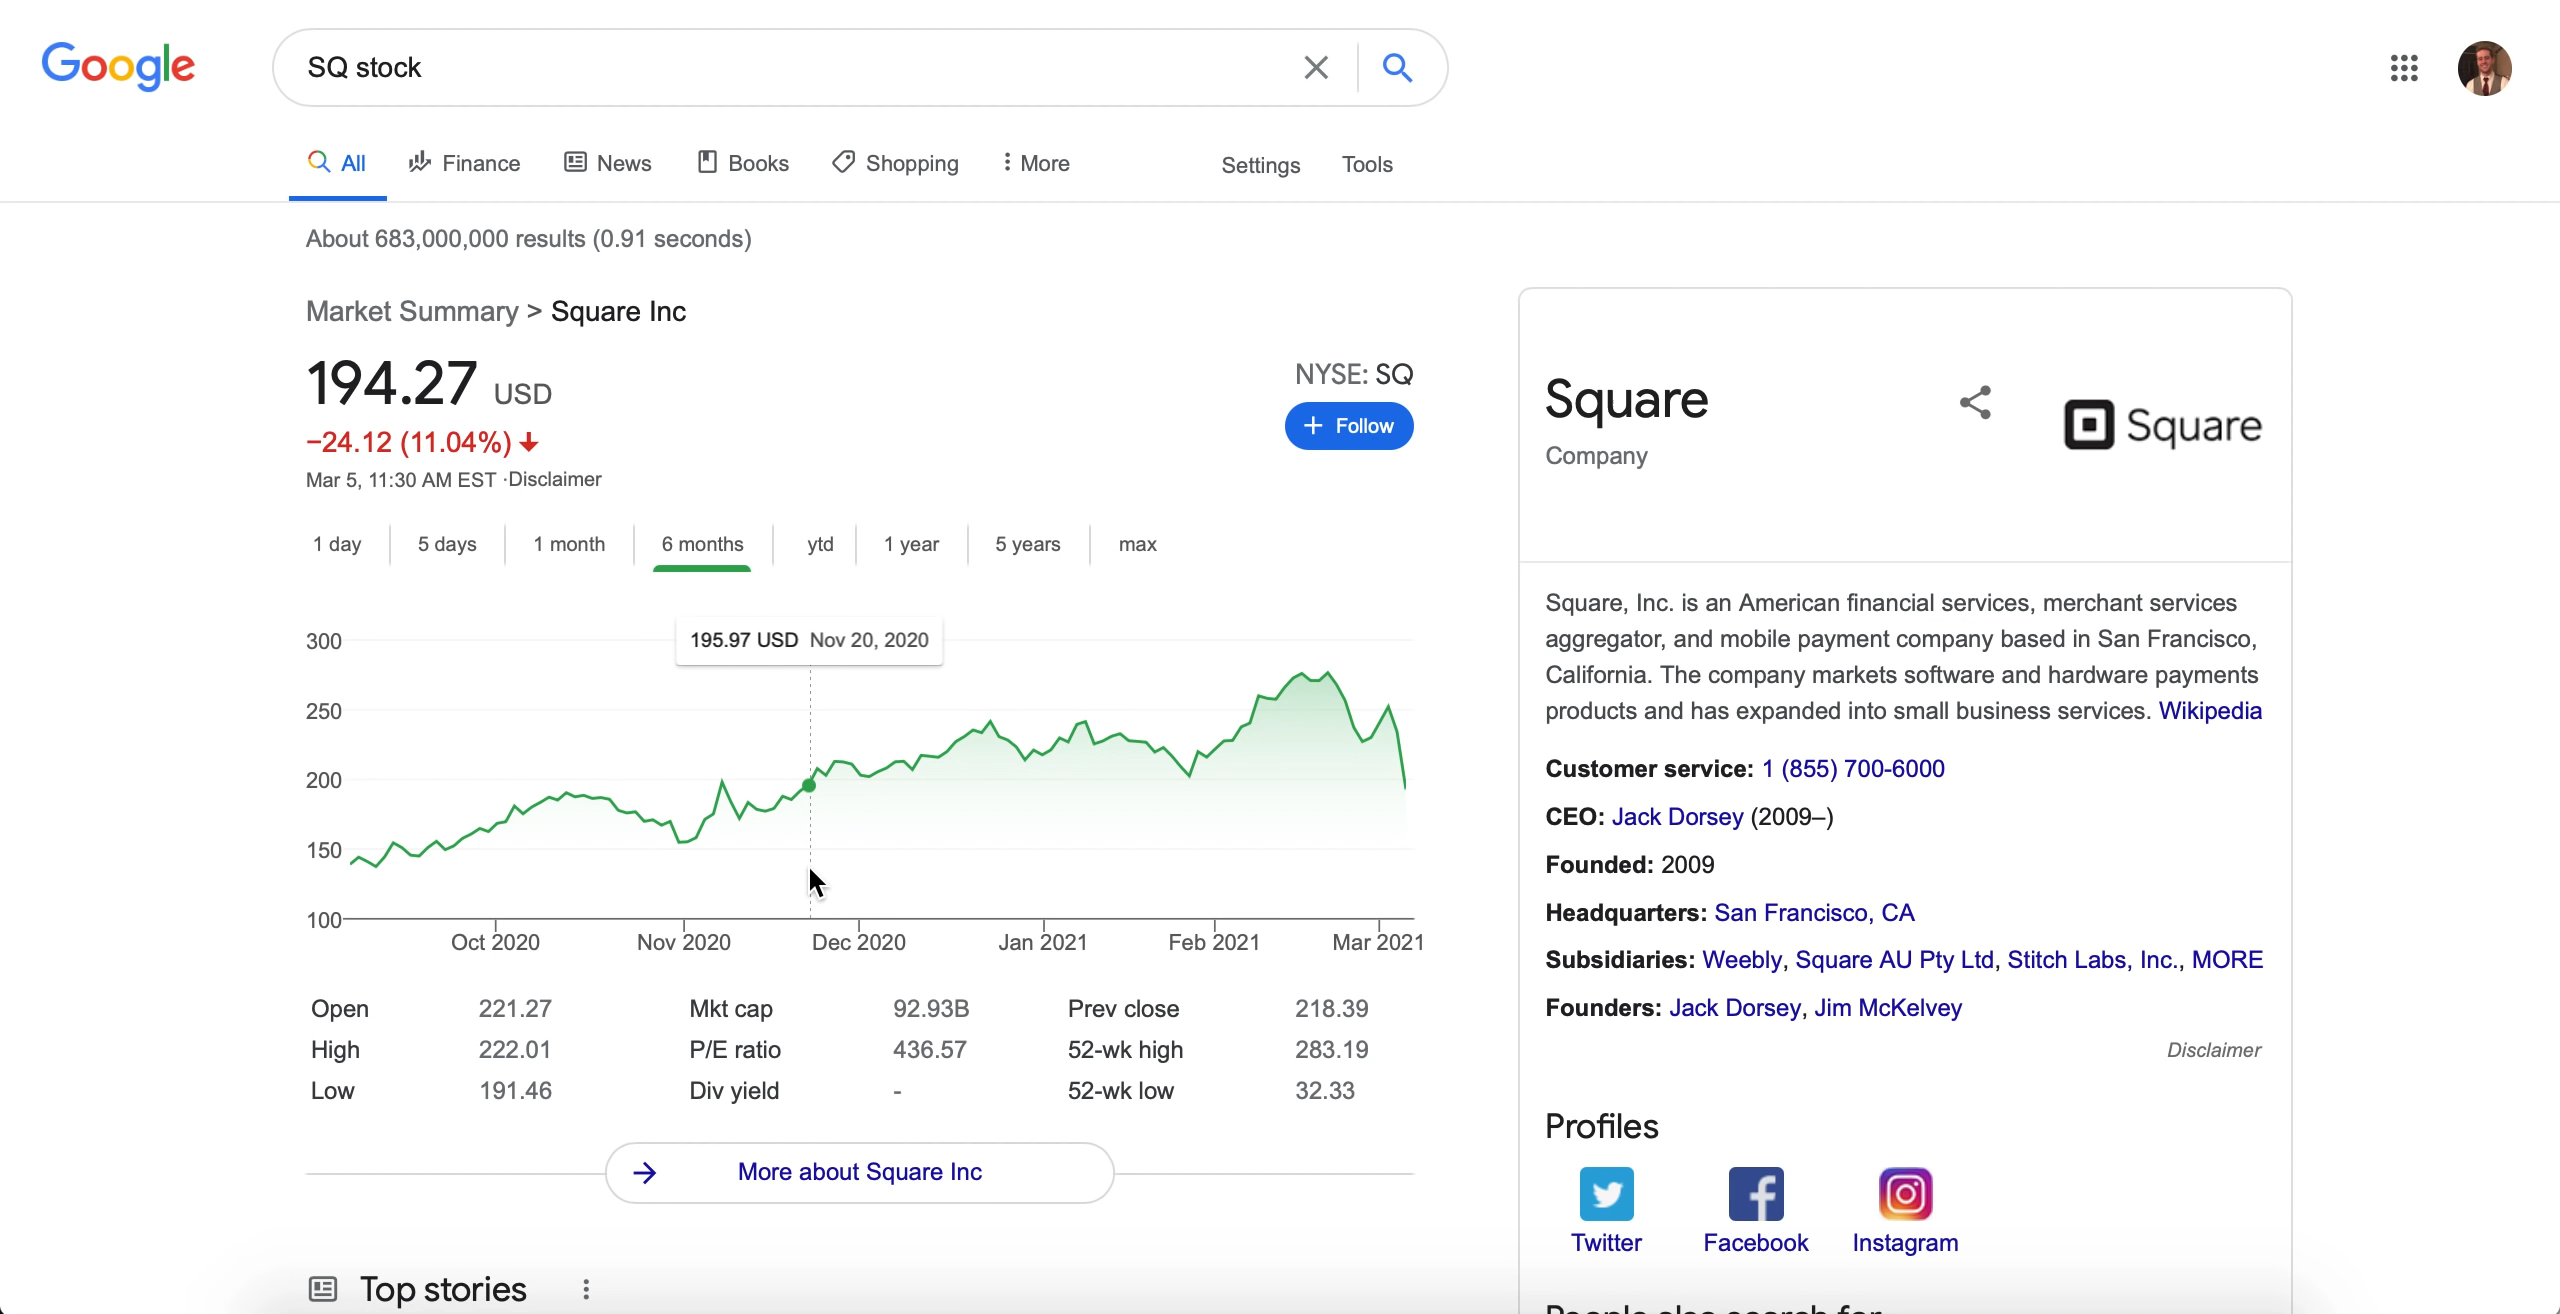 Google
SQ stock
All Finance News Books Shopping More Settings Tools
About 683,000,000 results (0.91 seconds)
Market Summary > Square Inc
194.27 USD
−24.12 (11.04%)
Mar 5, 11:30 AM EST ·Disclaimer
NYSE: SQ
+ Follow
1 day 5 days 1 month 6 months ytd 1 year 5 years max
195.97 USD Nov 20, 2020
300
250
200
150
100
Oct 2020 Nov 2020 Dec 2020 Jan 2021 Feb 2021 Mar 2021
Open 221.27 Mkt cap 92.93B Prev close 218.39
High 222.01 P/E ratio 436.57 52-wk high 283.19
Low 191.46 Div yield - 52-wk low 32.33
More about Square Inc
Top stories
Square
Company
Square
Square, Inc. is an American financial services, merchant services
aggregator, and mobile payment company based in San Francisco,
California. The company markets software and hardware payments
products and has expanded into small business services. Wikipedia
Customer service: 1 (855) 700-6000
CEO: Jack Dorsey (2009–)
Founded: 2009
Headquarters: San Francisco, CA
Subsidiaries: Weebly, Square AU Pty Ltd, Stitch Labs, Inc., MORE
Founders: Jack Dorsey, Jim McKelvey
Disclaimer
Profiles
Twitter Facebook Instagram
People also search for